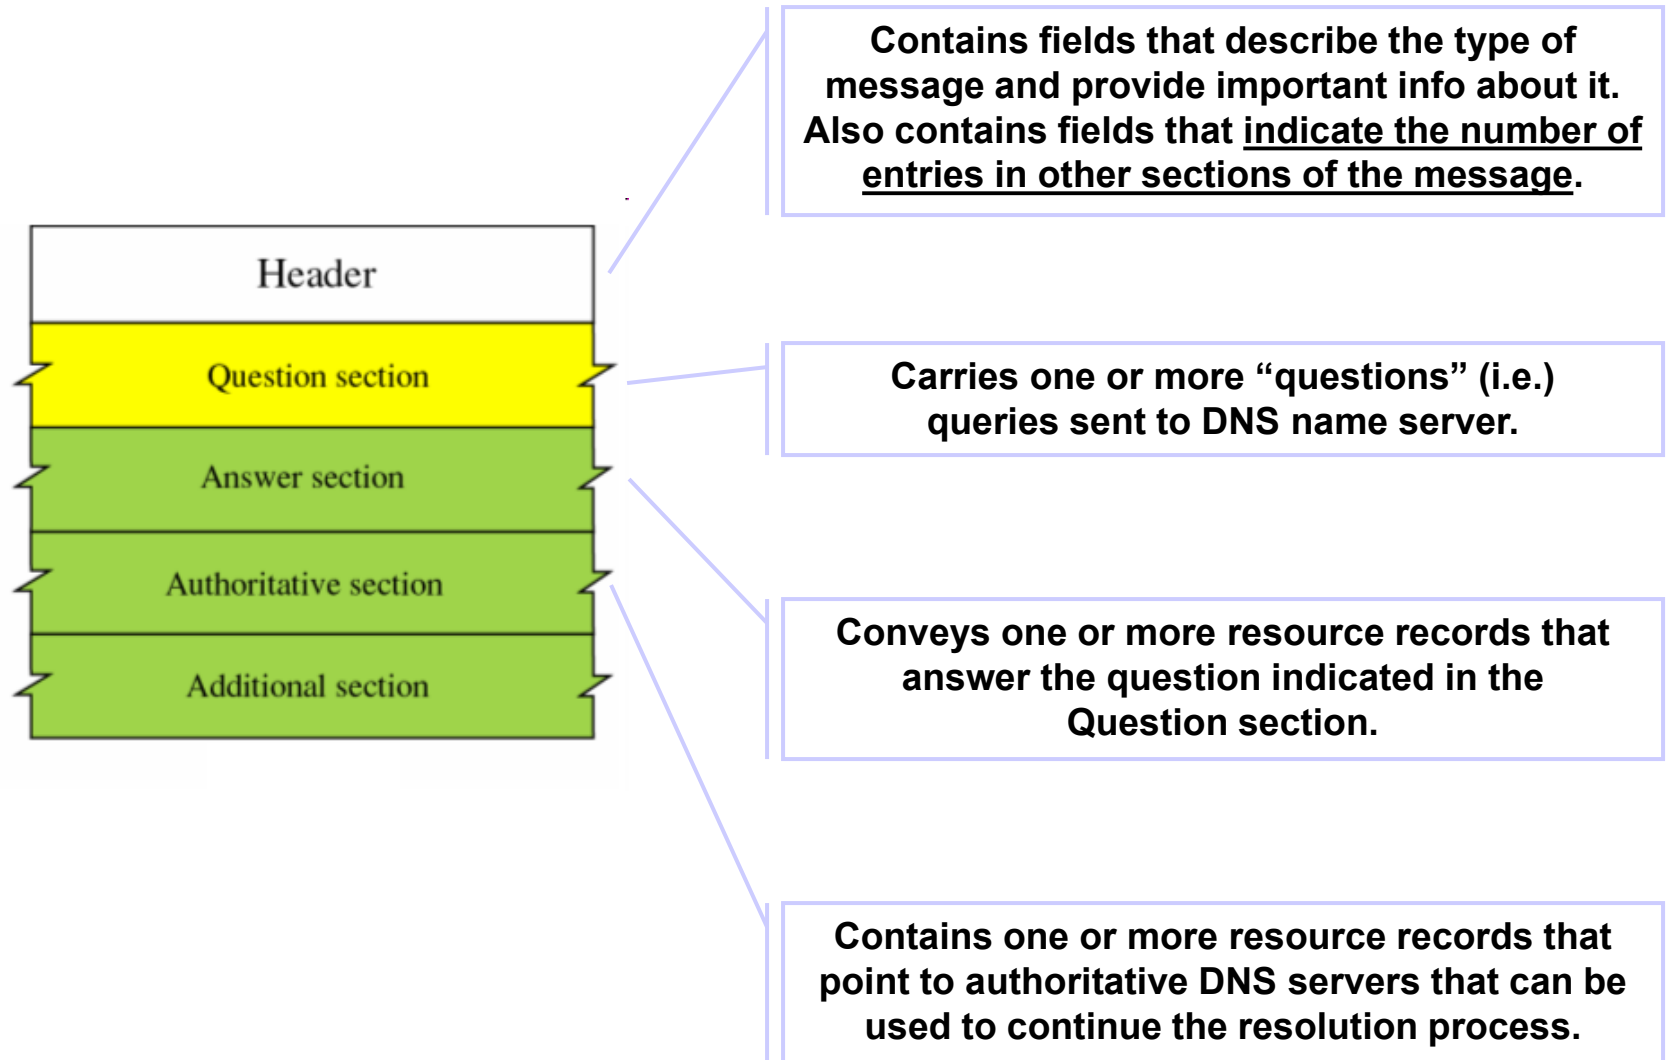 Contains fields that describe the type of
message and provide important info about it.
Also contains fields that indicate the number of
entries in other sections of the message.
Header
Question section
Carries one or more “questions” (i.e.)
queries sent to DNS name server.
Answer section
Authoritative section
Additional section
Conveys one or more resource records that
answer the question indicated in the
Question section.
Contains one or more resource records that
point to authoritative DNS servers that can be
used to continue the resolution process.